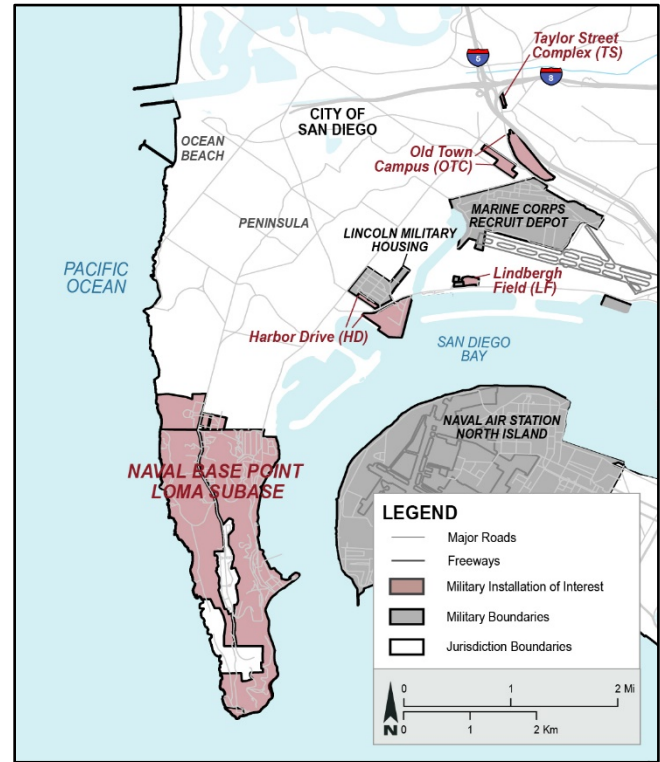 Taylor Street
Complex (TS)
5
8
CITY OF
SAN DIEGO
OCEAN
BEACH
Old Town
Campus (OTC)
PENINSULA
MARINE CORPS
RECRUIT DEPOT
LINCOLN MILITARY
HOUSING
PACIFIC
OCEAN
Lindbergh
Field (LF)
Harbor Drive (HD)
SAN DIEGO
BAY
NAVAL AIR STATION
NORTH ISLAND
NAVAL BASE POINT
LOMA SUBASE
LEGEND
Major Roads
Freeways
Military Installation of Interest
Military Boundaries
Jurisdiction Boundaries
0 1 2 Mi
0 1 2 Km
N